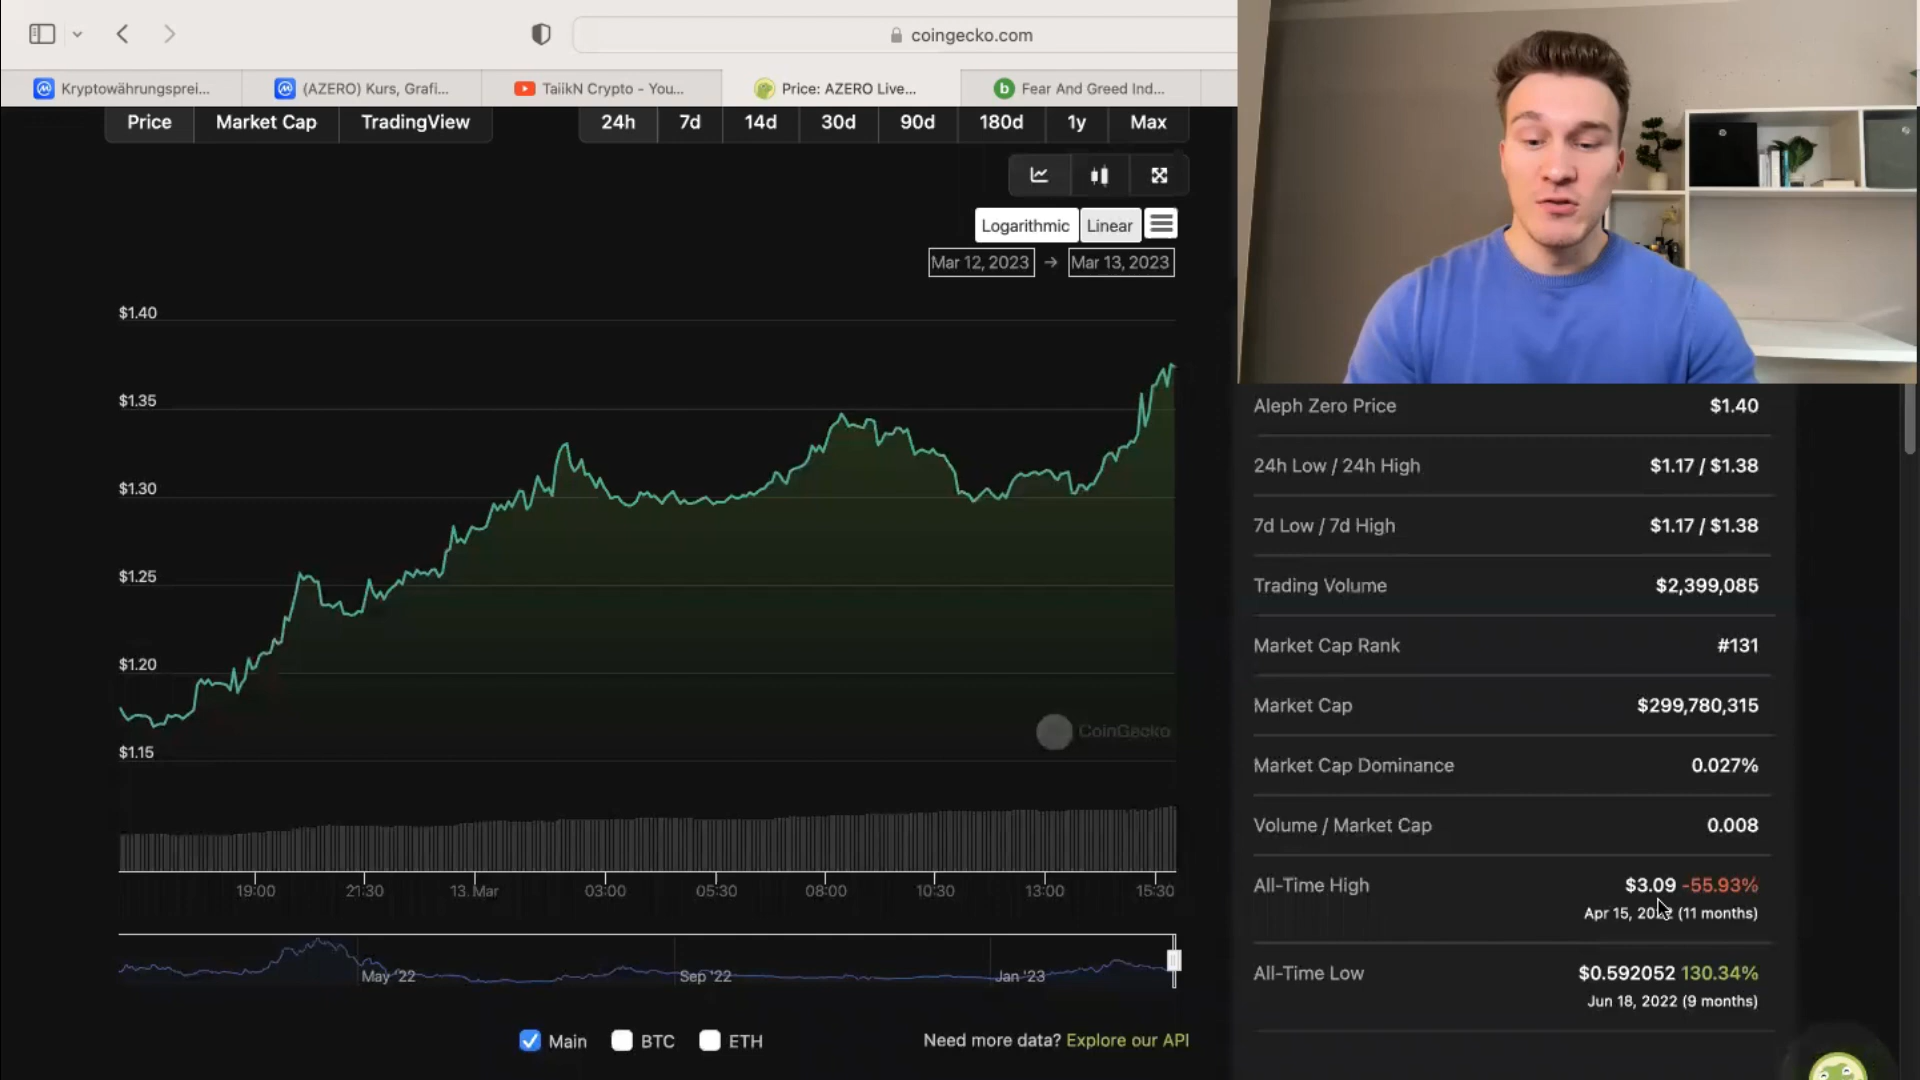 coingecko.com
Kryptowährungsprei...
(AZERO) Kurs, Grafi...
TaiikN Crypto - You...
Price: AZERO Live...
Fear And Greed Ind...
Price Market Cap TradingView
24h 7d 14d 30d 90d 180d 1y Max
Logarithmic Linear
Mar 12, 2023 → Mar 13, 2023
$1.40
$1.35
$1.30
$1.25
$1.20
$1.15
CoinGecko
19:00 21:30 13. Mar 03:00 05:30 08:00 10:30 13:00 15:30
May '22 Sep '22 Jan '23
Main BTC ETH
Need more data? Explore our API
Aleph Zero Price $1.40
24h Low / 24h High $1.17 / $1.38
7d Low / 7d High $1.17 / $1.38
Trading Volume $2,399,085
Market Cap Rank #131
Market Cap $299,780,315
Market Cap Dominance 0.027%
Volume / Market Cap 0.008
All-Time High $3.09 -55.93%
Apr 15, 2022 (11 months)
All-Time Low $0.592052 130.34%
Jun 18, 2022 (9 months)